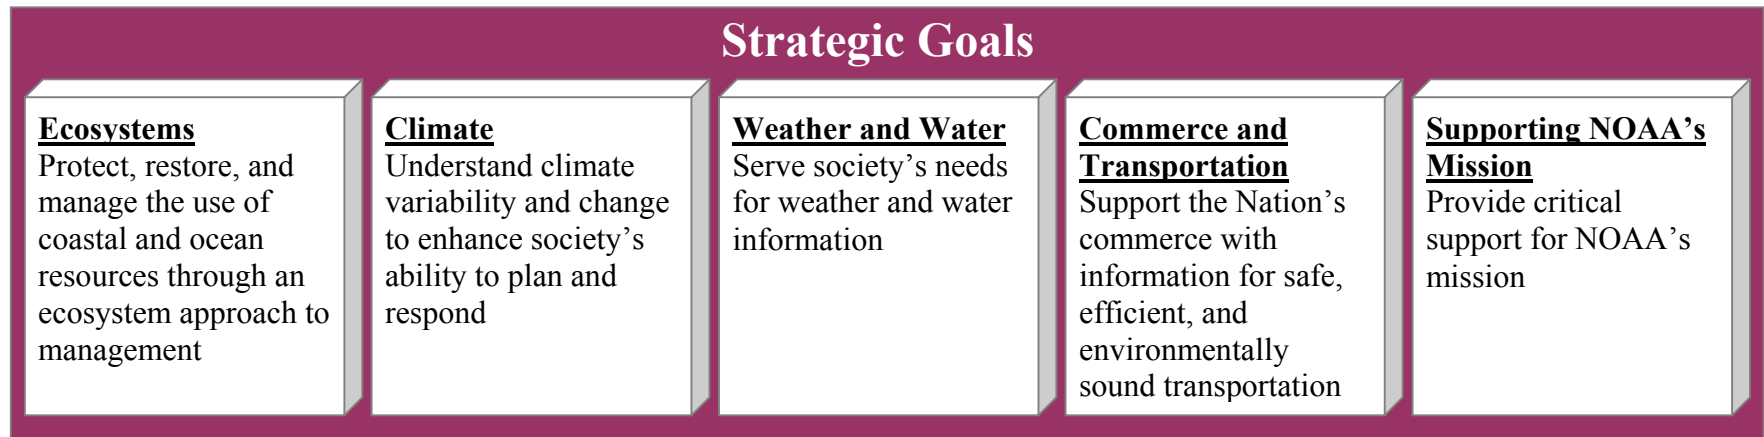 Strategic Goals
Ecosystems
Protect, restore, and
manage the use of
coastal and ocean
resources through an
ecosystem approach to
management
Climate
Understand climate
variability and change
to enhance society’s
ability to plan and
respond
Weather and Water
Serve society’s needs
for weather and water
information
Commerce and
Transportation
Support the Nation’s
commerce with
information for safe,
efficient, and
environmentally
sound transportation
Supporting NOAA’s
Mission
Provide critical
support for NOAA’s
mission